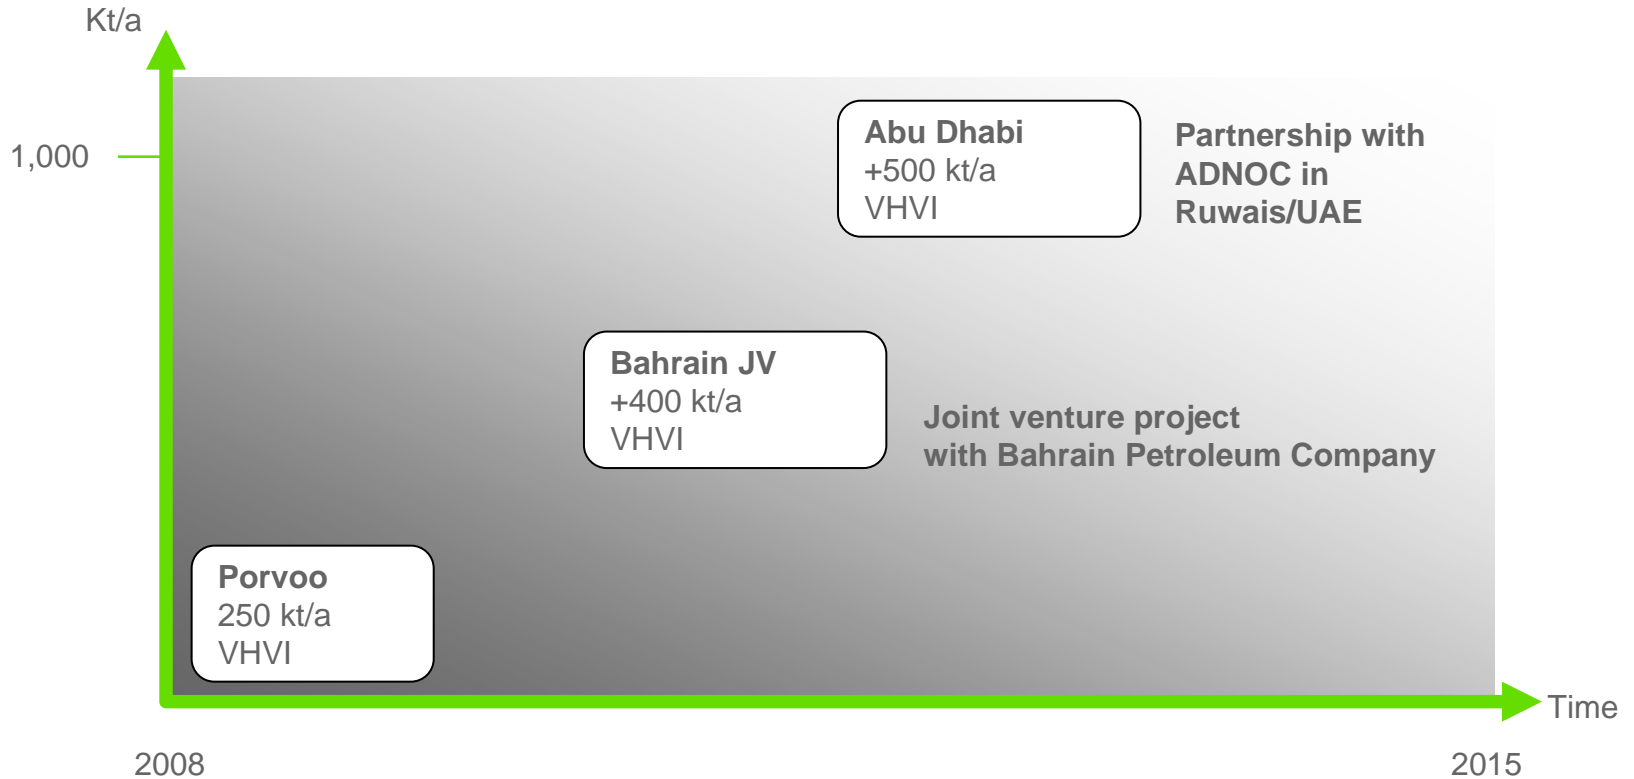 Kt/a
1,000
Abu Dhabi
+500 kt/a
VHVI
Partnership with
ADNOC in
Ruwais/UAE
Bahrain JV
+400 kt/a
VHVI
Joint venture project
with Bahrain Petroleum Company
Porvoo
250 kt/a
VHVI
Time
2008
2015